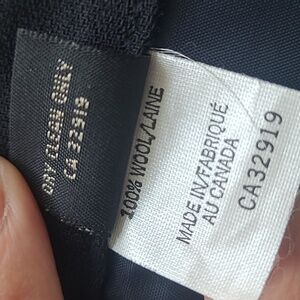 DRY CLEAN ONLY
CA 32919
100% WOOL/LAINE
MADE IN/FABRIQUÉ
AU CANADA
CA32919